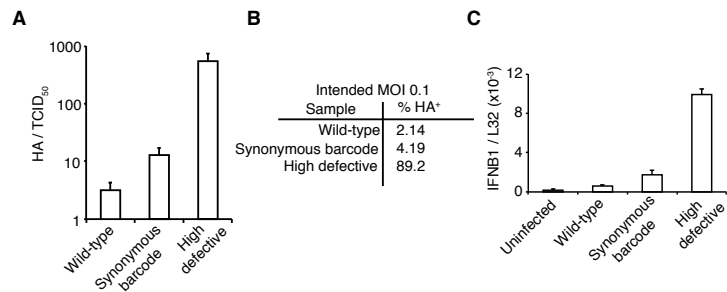 A
HA / TCID50
1000
100
10
1
Wild-type
Synonymous
barcode
High
defective
B
Intended MOI 0.1
Sample % HA+
Wild-type 2.14
Synonymous barcode 4.19
High defective 89.2
C
IFNB1 / L32 (x10-3)
12
8
4
0
Uninfected
Wild-type
Synonymous
barcode
High
defective